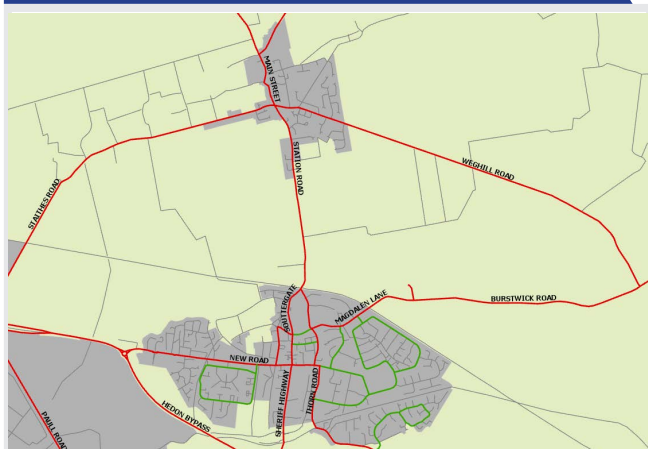 MAIN STREET
STATION ROAD
WEGHILL ROAD
STAITHES ROAD
SOUTTERGATE
MAGDALEN LANE
BURSTWICK ROAD
NEW ROAD
THORN ROAD
SHERIFF HIGHWAY
HEDON BYPASS
PAULL ROAD